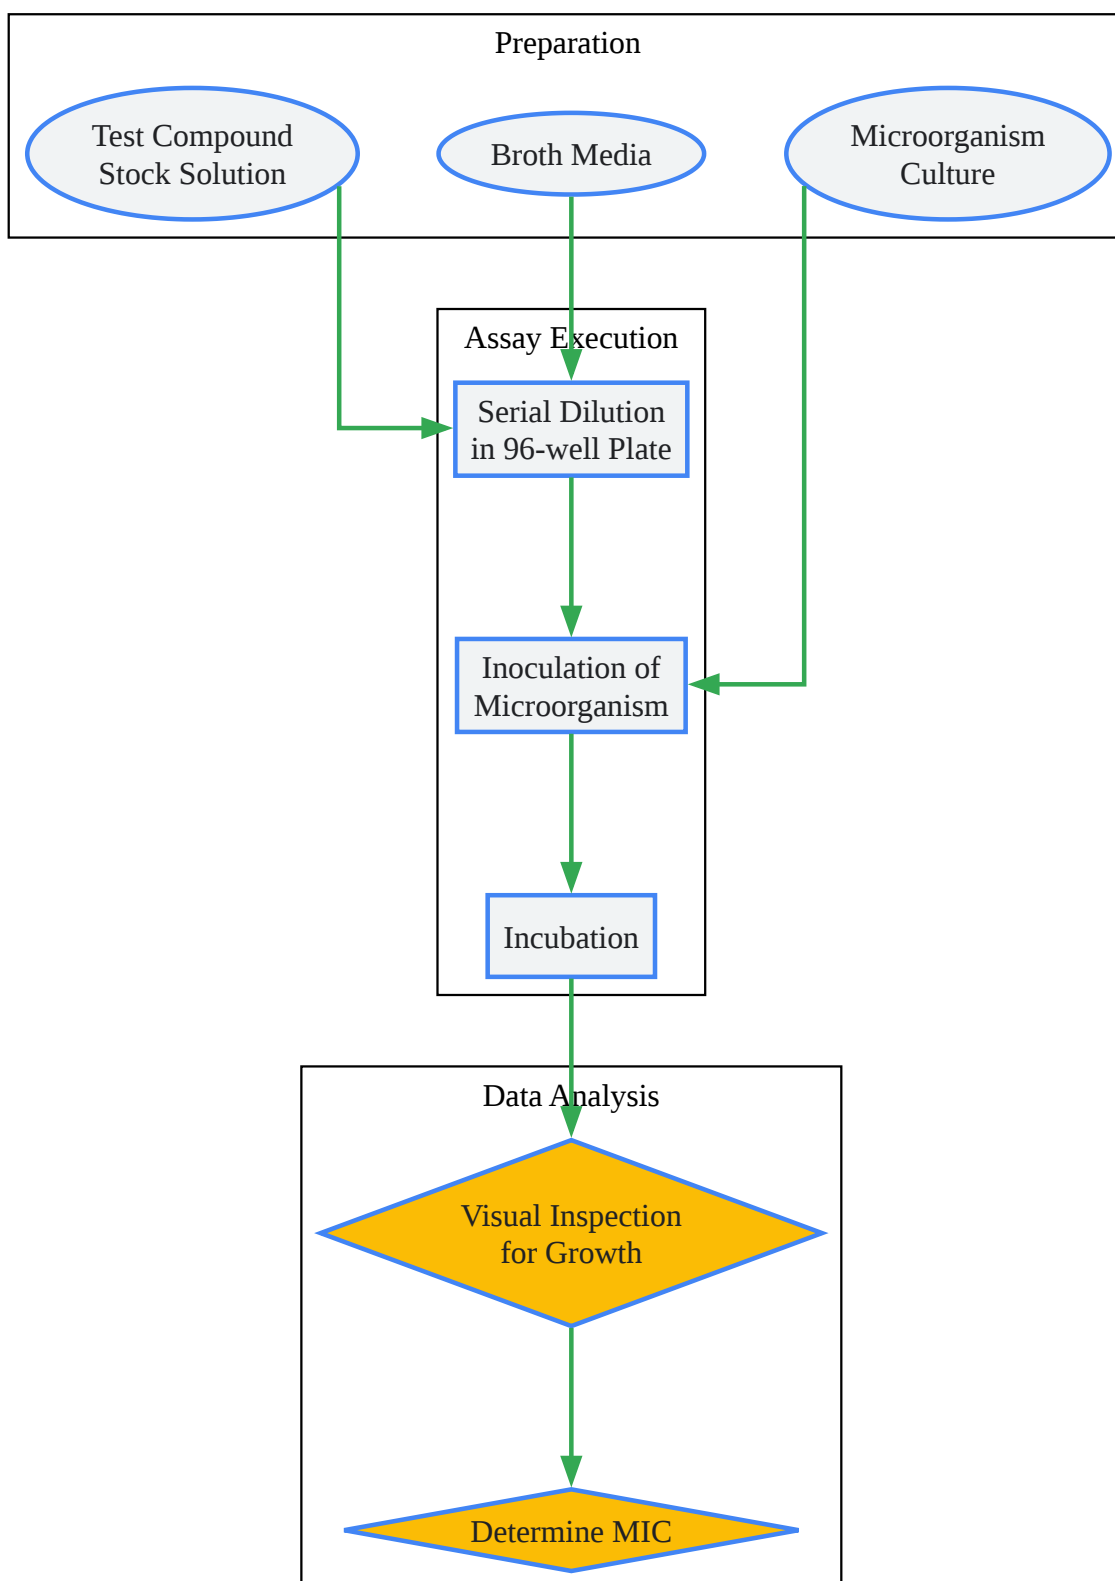 Preparation
Test Compound
Stock Solution
Broth Media
Microorganism
Culture
Assay Execution
Serial Dilution
in 96-well Plate
Inoculation of
Microorganism
Incubation
Data Analysis
Visual Inspection
for Growth
Determine MIC